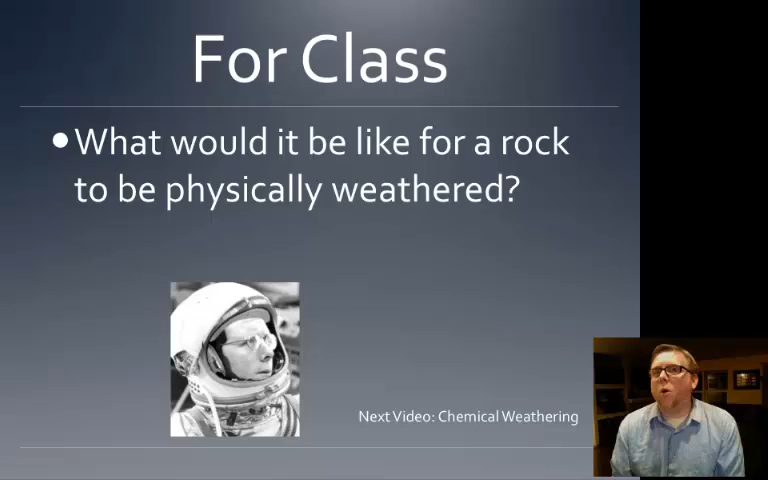 For Class
•What would it be like for a rock
to be physically weathered?
Next Video: Chemical Weathering